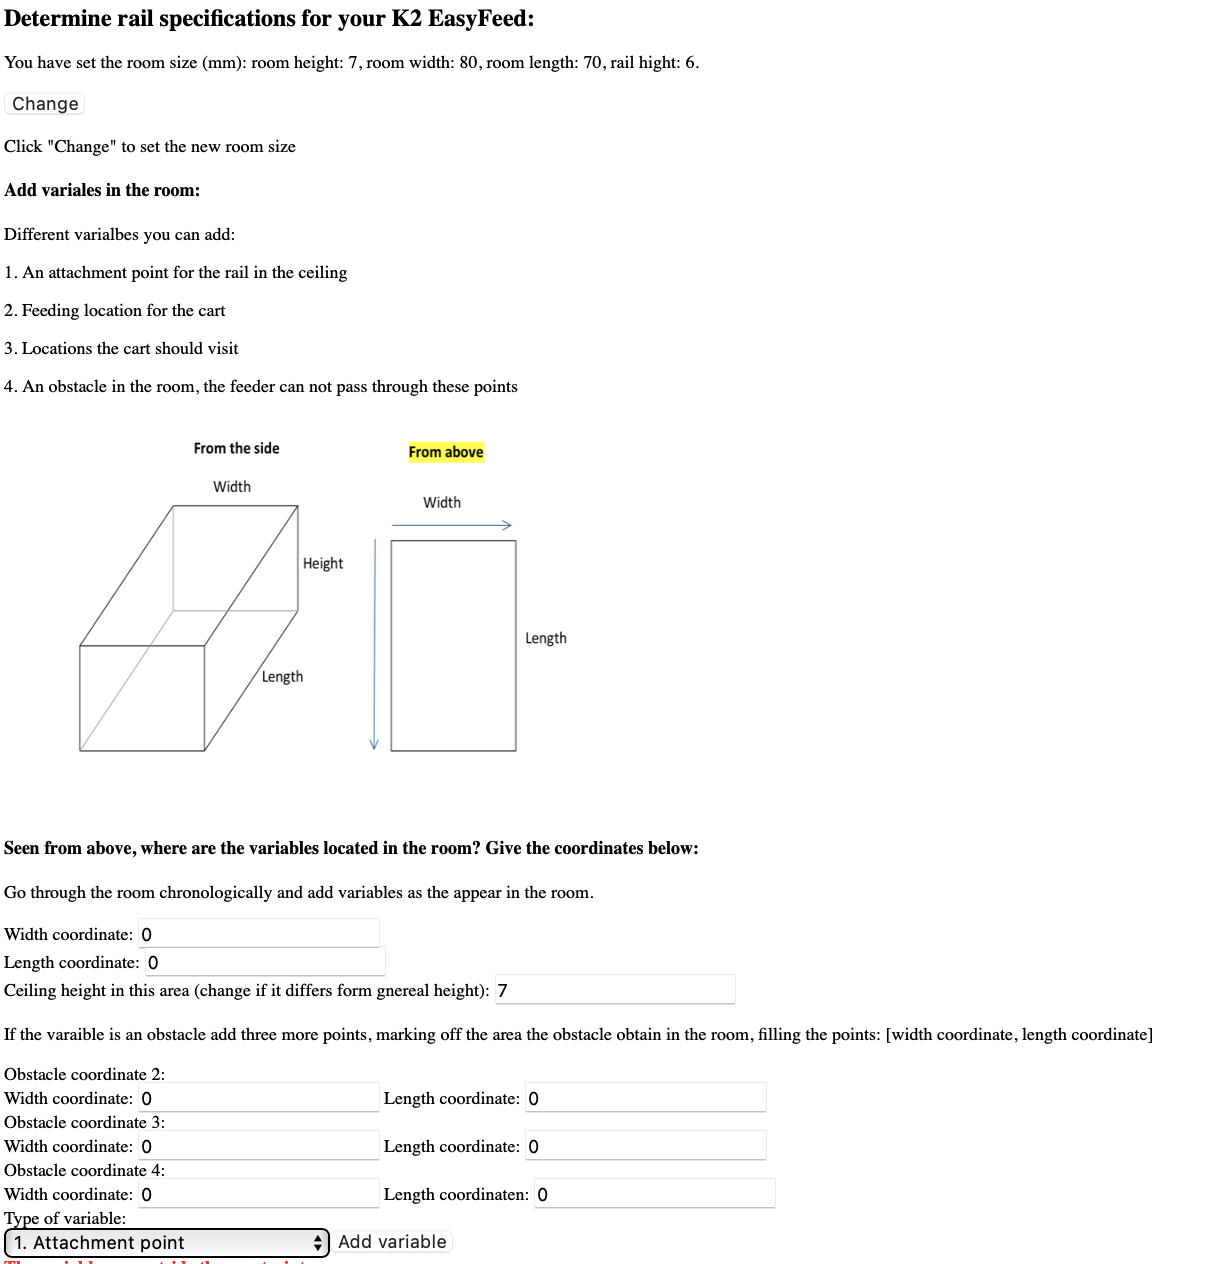 Determine rail specifications for your K2 EasyFeed:
You have set the room size (mm): room height: 7, room width: 80, room length: 70, rail hight: 6.
Change
Click "Change" to set the new room size
Add variales in the room:
Different varialbes you can add:
1. An attachment point for the rail in the ceiling
2. Feeding location for the cart
3. Locations the cart should visit
4. An obstacle in the room, the feeder can not pass through these points
From the side
From above
Width
Width
Height
Length
Length
Seen from above, where are the variables located in the room? Give the coordinates below:
Go through the room chronologically and add variables as the appear in the room.
Width coordinate: 0
Length coordinate: 0
Ceiling height in this area (change if it differs form gnereal height): 7
If the varaible is an obstacle add three more points, marking off the area the obstacle obtain in the room, filling the points: [width coordinate, length coordinate]
Obstacle coordinate 2:
Width coordinate: 0 Length coordinate: 0
Obstacle coordinate 3:
Width coordinate: 0 Length coordinate: 0
Obstacle coordinate 4:
Width coordinate: 0 Length coordinaten: 0
Type of variable:
1. Attachment point Add variable